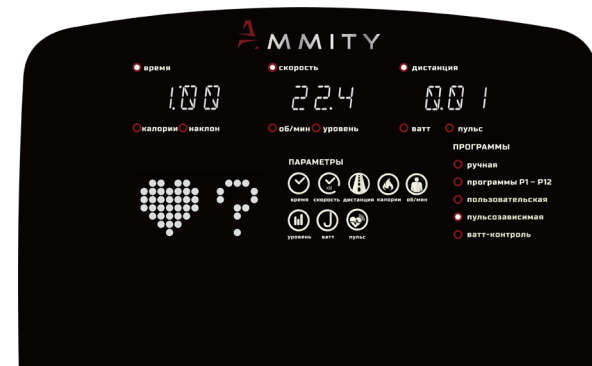 AMMITY
время скорость дистанция
1:00 22.4 0.01
калории наклон об/мин уровень ватт пульс
ПРОГРАММЫ
ПАРАМЕТРЫ
ручная
программы P1 – P12
время скорость дистанция калории об/мин
пользовательская
пульсозависимая
уровень ватт пульс
ватт-контроль
?